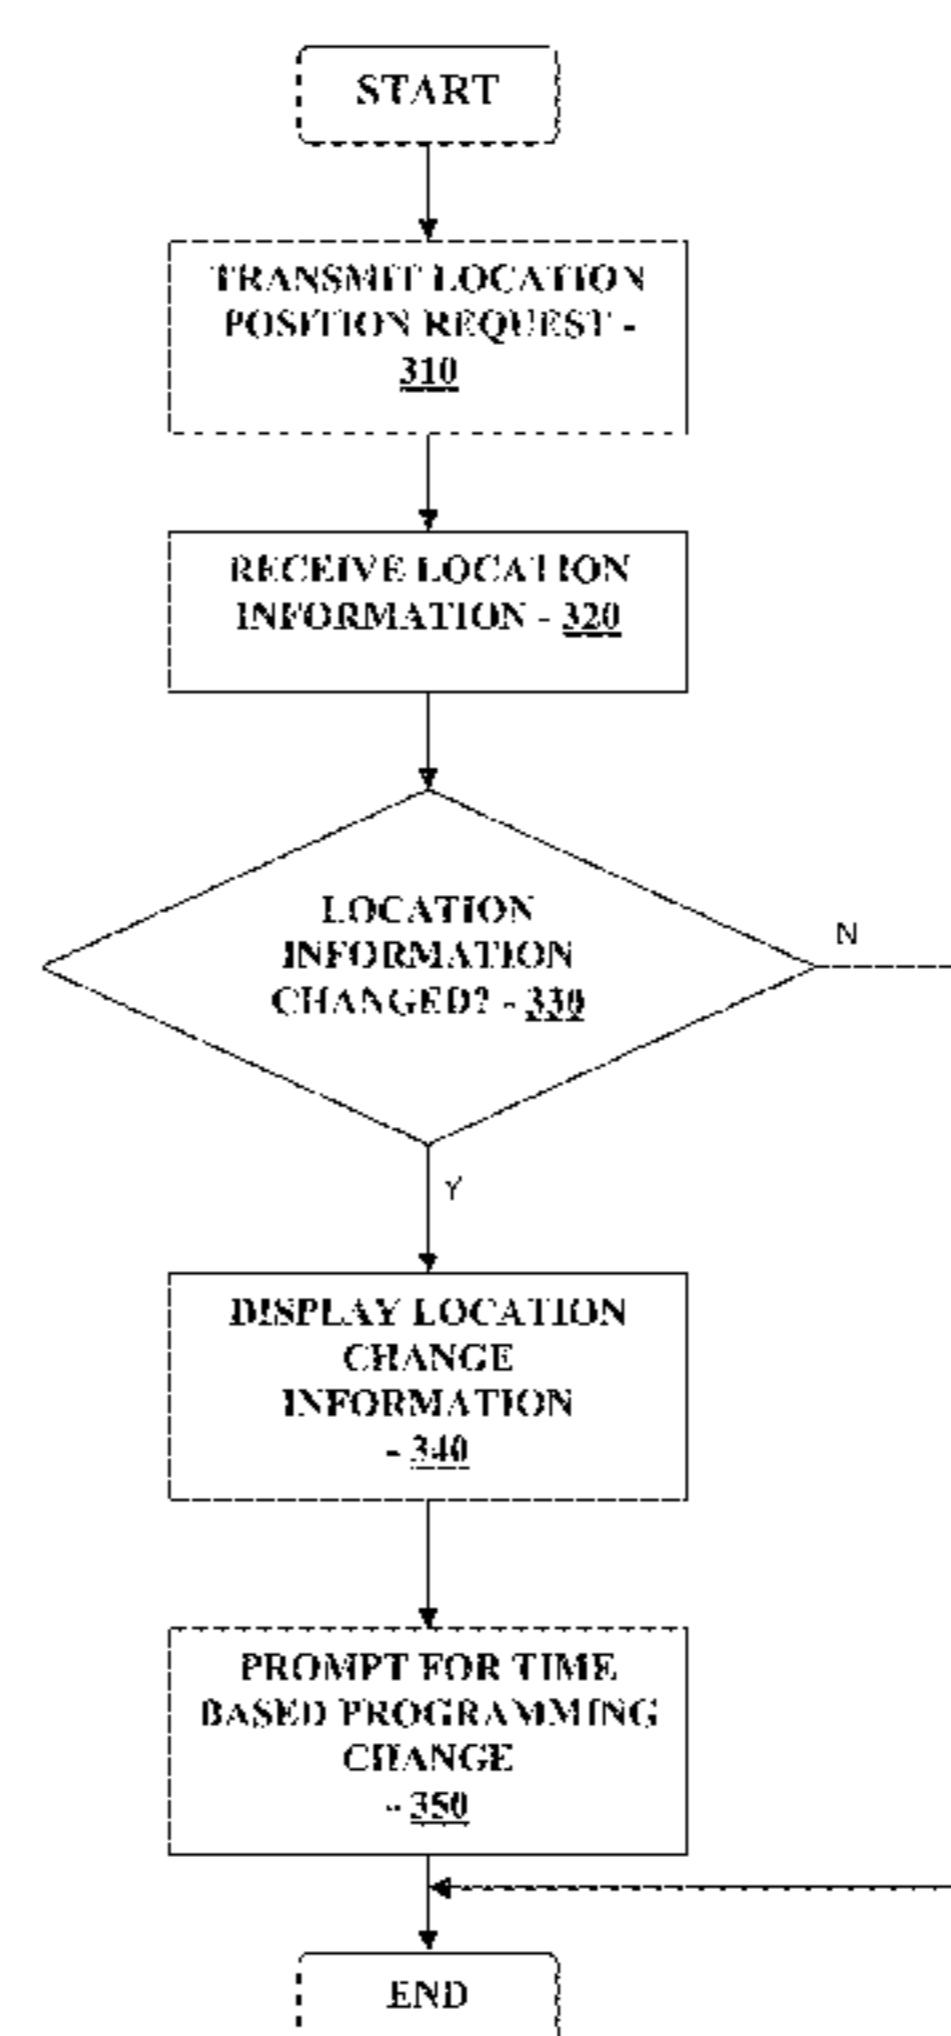 START
TRANSMIT LOCATION
POSITION REQUEST -
310
RECEIVE LOCATION
INFORMATION - 320
LOCATION
INFORMATION
CHANGED? - 330
N
Y
DISPLAY LOCATION
CHANGE
INFORMATION
- 340
PROMPT FOR TIME
BASED PROGRAMMING
CHANGE
- 350
END